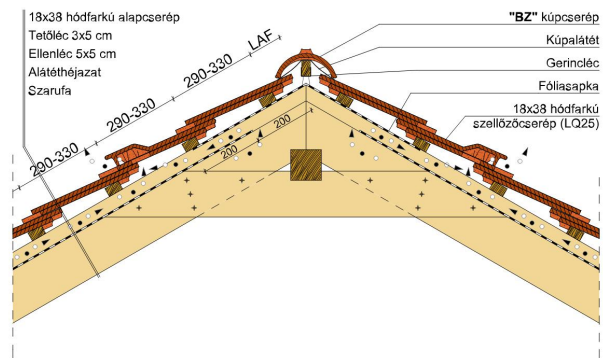 18x38 hódfarkú alapcserép
Tetőléc 3x5 cm
Ellenléc 5x5 cm
Alátéthéjazat
Szarufa
"BZ" kúpcserép
Kúpalátét
Gerincléc
Fóliasapka
18x38 hódfarkú
szellőzőcserép (LQ25)
LAF
290-330
290-330
290-330
200
200